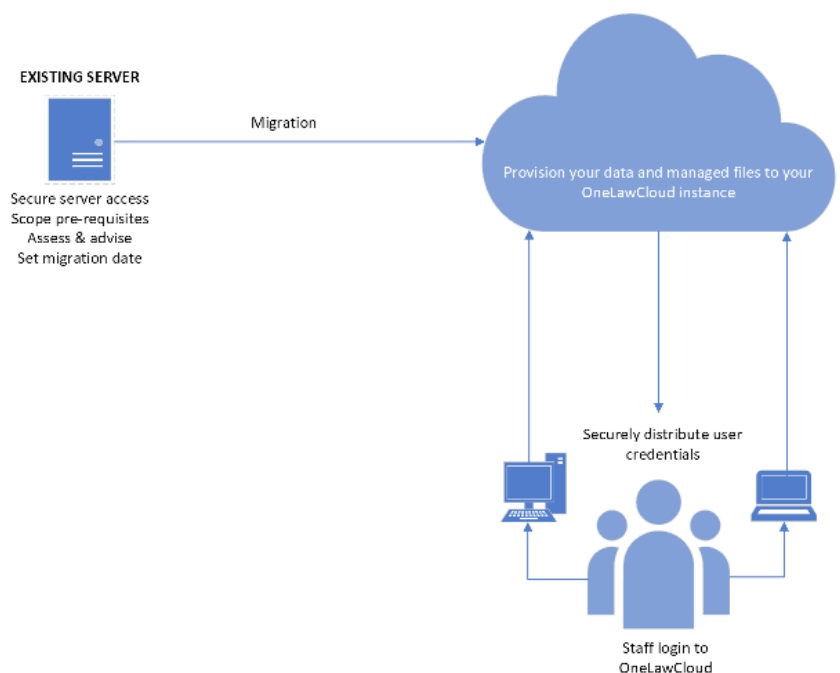 EXISTING SERVER
Migration
Secure server access
Scope pre-requisites
Assess & advise
Set migration date
Provision your data and managed files to your
OneLawCloud instance
Securely distribute user
credentials
Staff login to
OneLawCloud